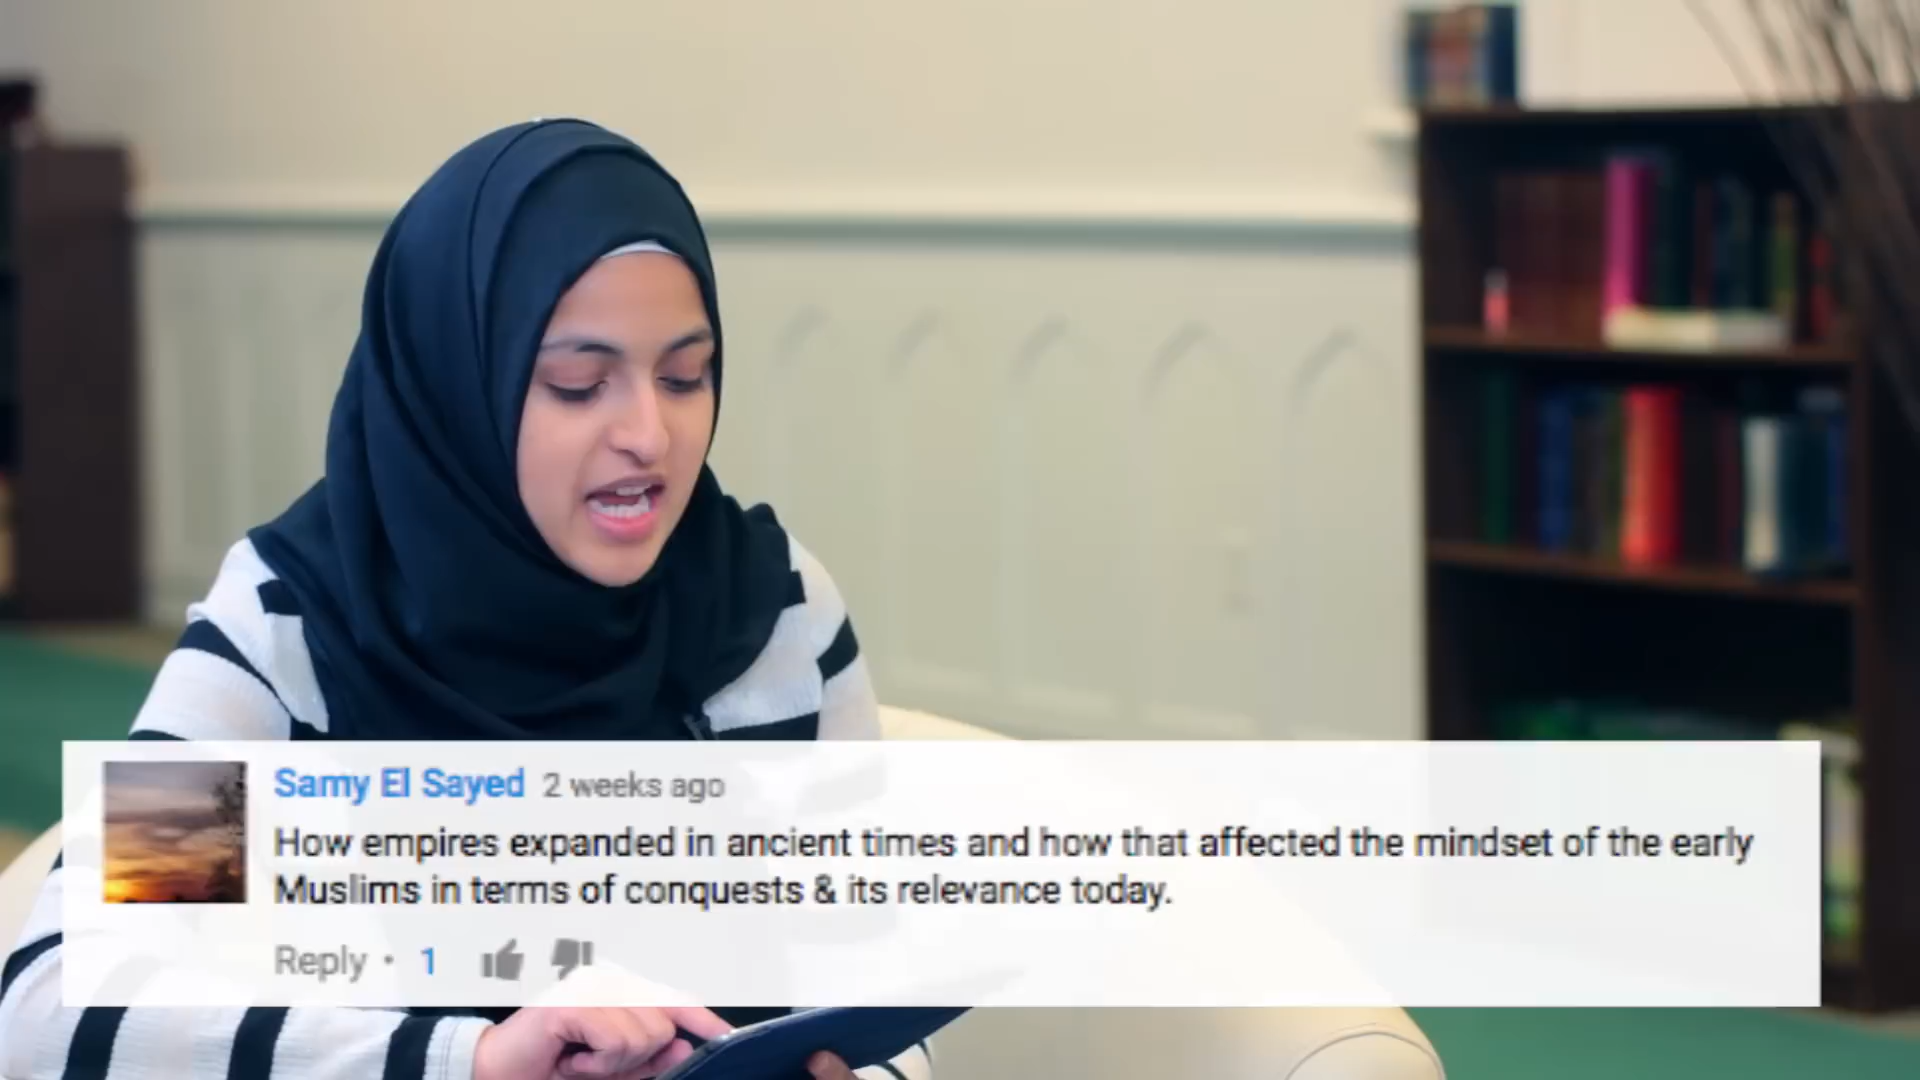 Samy El Sayed 2 weeks ago
How empires expanded in ancient times and how that affected the mindset of the early
Muslims in terms of conquests & its relevance today.
Reply • 1